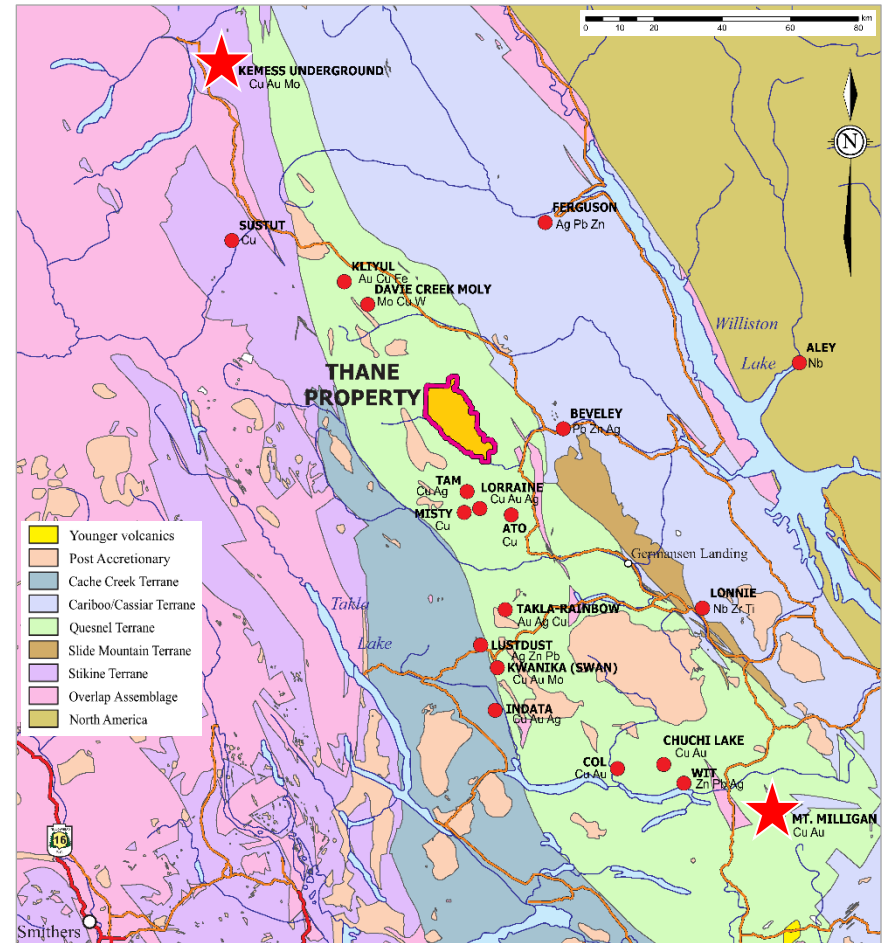 km
0 5 10 20 40 60 80
KEMESS UNDERGROUND
Cu Au Mo
N
FERGUSON
Ag Pb Zn
SUSTUT
Cu
KLIYUL
Au Cu Fe
DAVIE CREEK MOLY
Mo Cu W
Williston
Lake
ALEY
Nb
THANE
PROPERTY
BEVELEY
Pb Zn Ag
TAM
Cu Ag
LORRAINE
Cu Au Ag
MISTY
Cu
ATO
Cu
Younger volcanics
Post Accretionary
Cache Creek Terrane
Cariboo/Cassiar Terrane
Quesnel Terrane
Slide Mountain Terrane
Stikine Terrane
Overlap Assemblage
North America
Germansen Landing
Takla
Lake
TAKLA-RAINBOW
Au Ag Cu
LONNIE
Nb Zr Ti
LUSTDUST
Ag Zn Pb
KWANIKA (SWAN)
Cu Au Mo
INDATA
Cu Au Ag
CHUCHI LAKE
Cu Au
COL
Cu Au
WIT
Zn Pb Ag
MT. MILLIGAN
Cu Au
16
Smithers